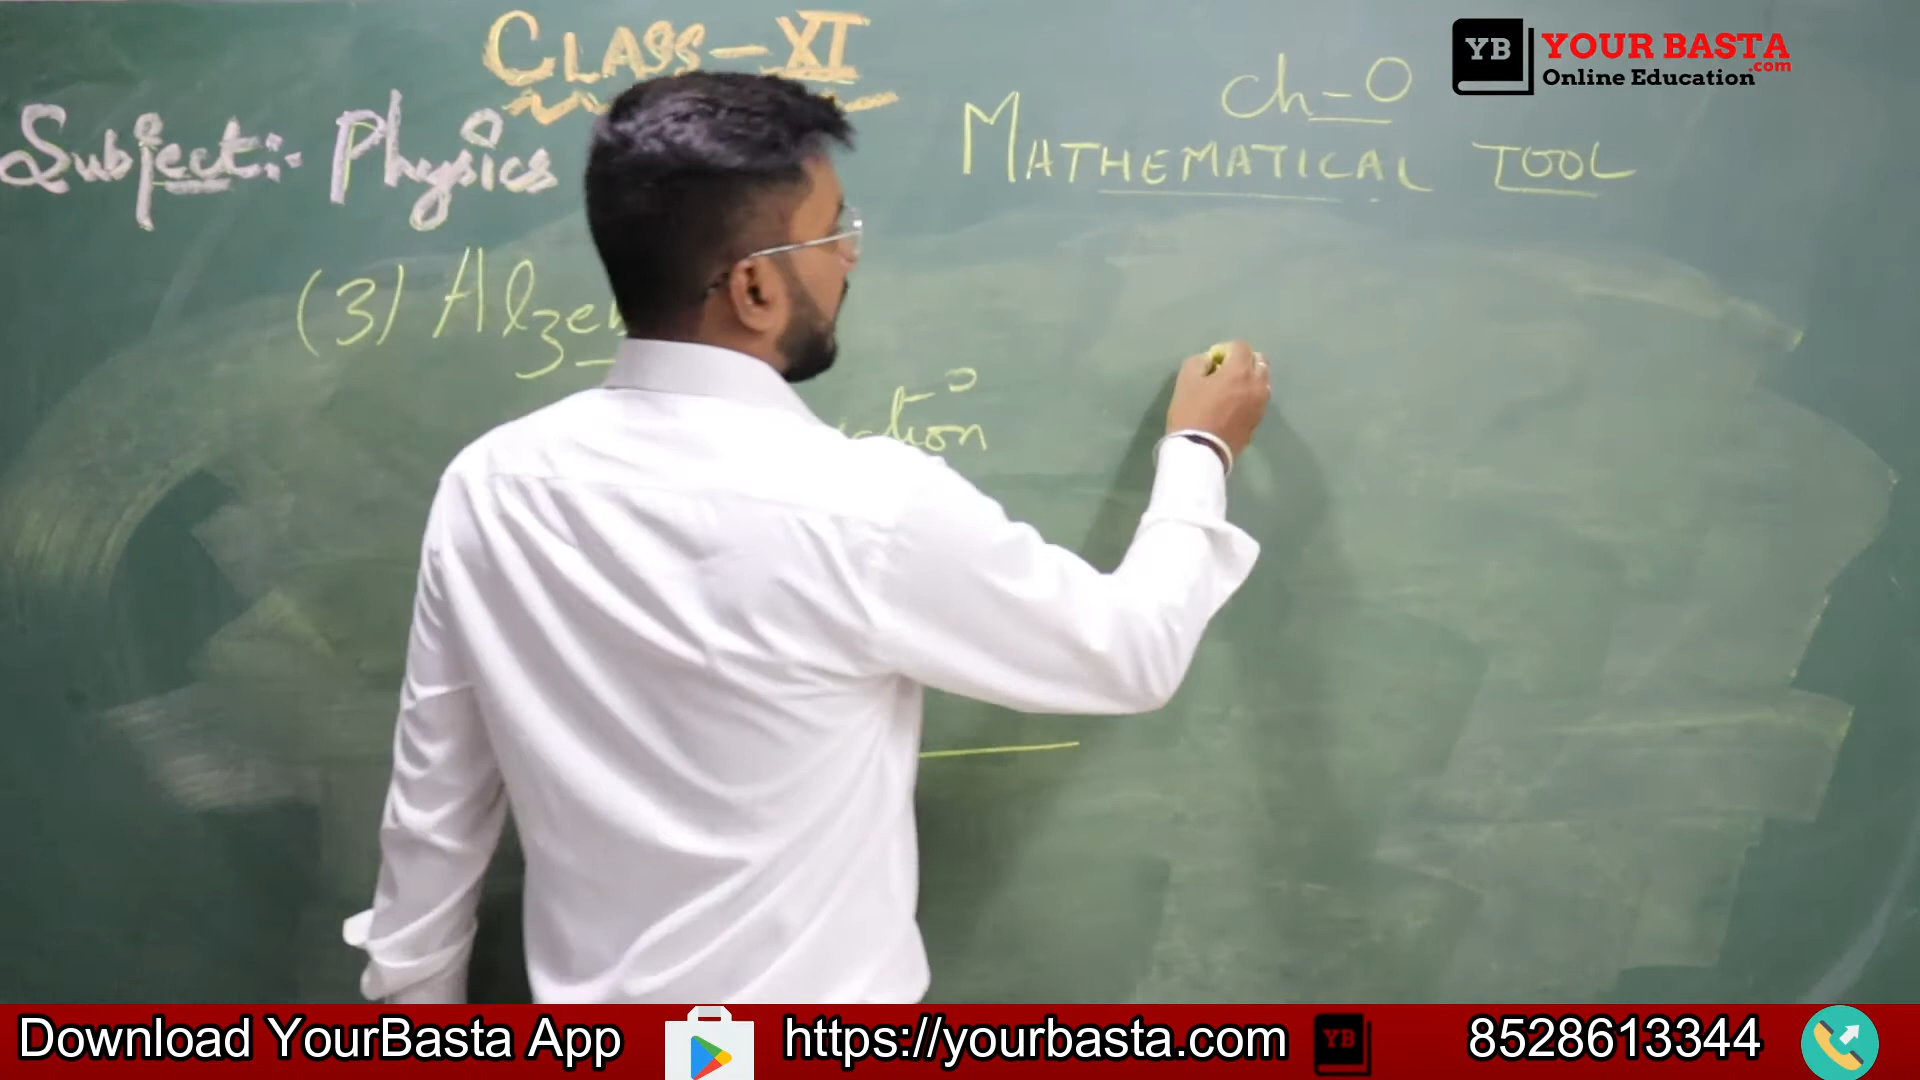 CLASS-XI
Subject:- Physics
ch-0
MATHEMATICAL TOOL
YB YOUR BASTA
.com
Online Education
(3)
Download YourBasta App
https://yourbasta.com
YB
8528613344